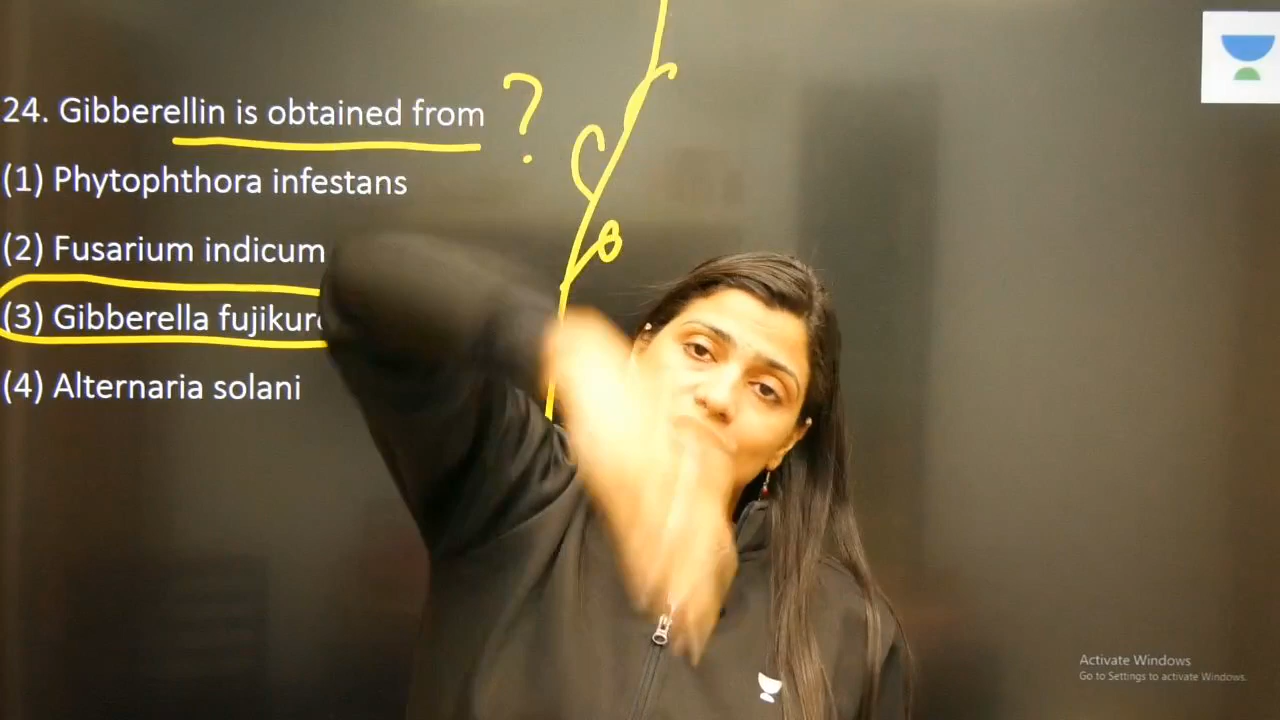 24. Gibberellin is obtained from ?
(1) Phytophthora infestans
(2) Fusarium indicum
(3) Gibberella
(4) Alternaria solani
Activate Windows
Go to Settings to activate Windows.